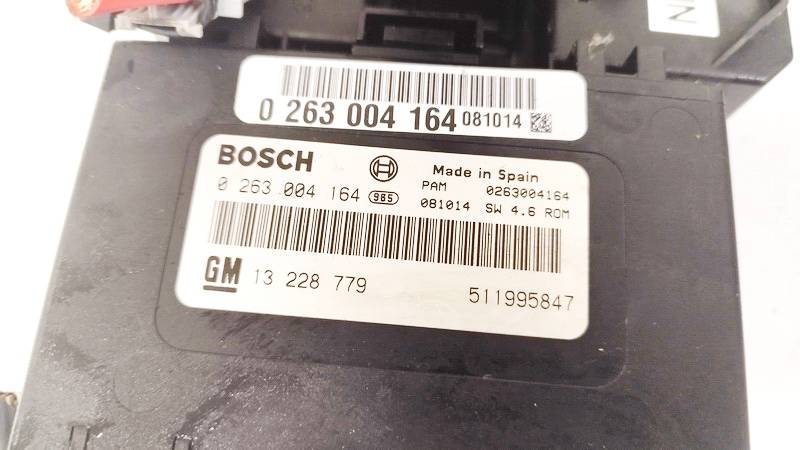 0 263 004 164 081014
BOSCH Made in Spain
0 263 004 164 985 PAM 0263004164
081014 SW 4.6 ROM
GM 13 228 779 511995847
N